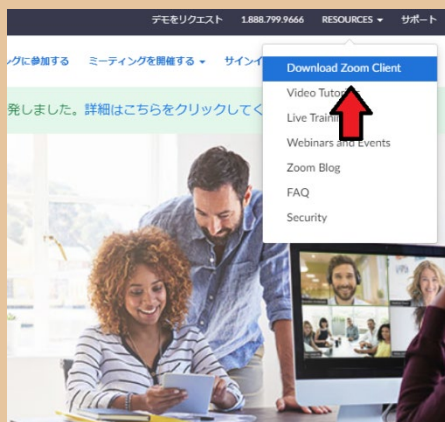 デモをリクエスト 1.888.799.9666 RESOURCES サポート
ングに参加する ミーティングを開催する サインイ
発しました。詳細はこちらをクリックしてく
Download Zoom Client
Video Tutorials
Live Training
Webinars and Events
Zoom Blog
FAQ
Security